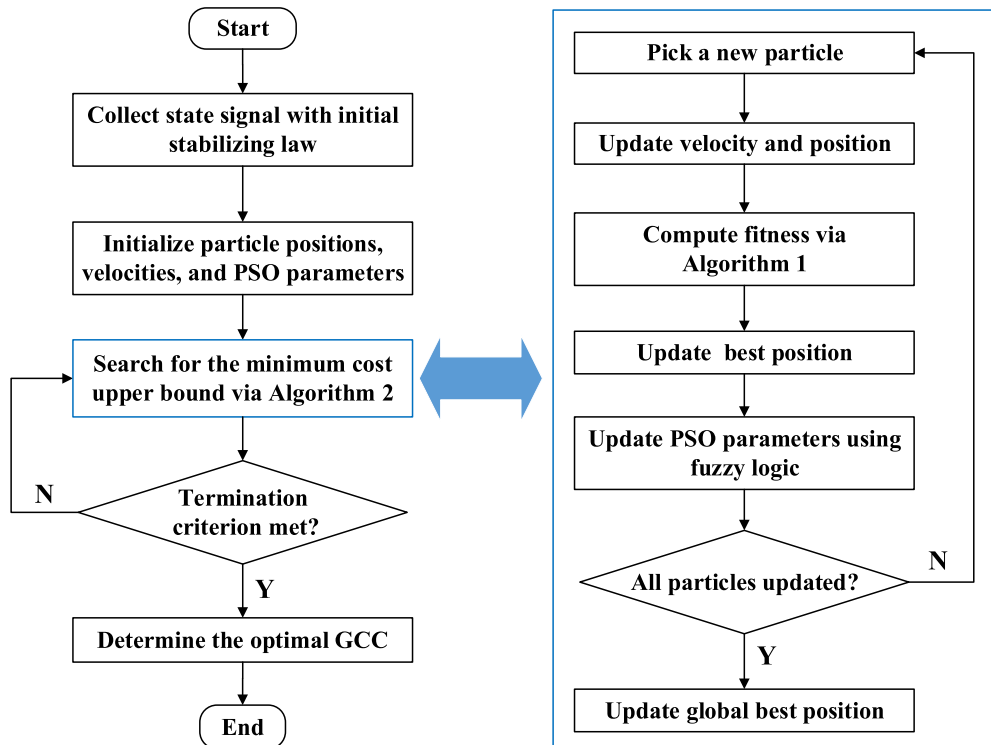 Start
Collect state signal with initial
stabilizing law
Initialize particle positions,
velocities, and PSO parameters
Search for the minimum cost
upper bound via Algorithm 2
N
Termination
criterion met?
Y
Determine the optimal GCC
End
Pick a new particle
Update velocity and position
Compute fitness via
Algorithm 1
Update best position
Update PSO parameters using
fuzzy logic
N
All particles updated?
Y
Update global best position